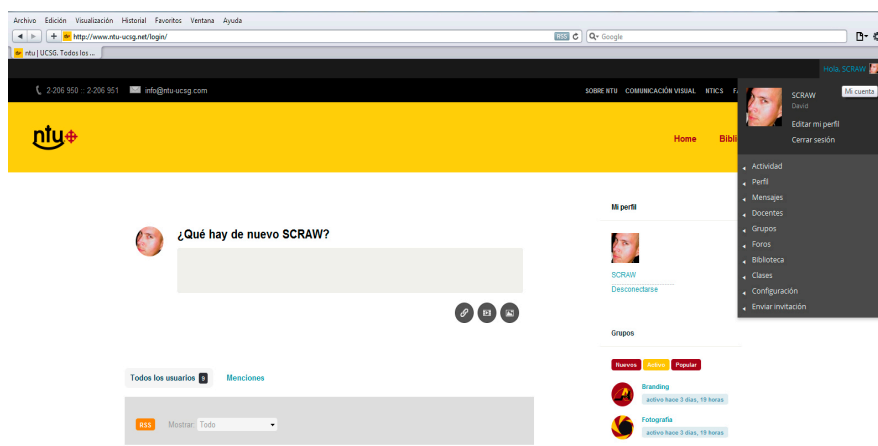 Archivo Edición Visualización Historial Favoritos Ventana Ayuda
http://www.ntu-ucsg.net/login/
RSS
Google
ntu | UCSG. Todos los ...
Hola, SCRAW
2-206 950 :: 2-206 951 info@ntu-ucsg.com
SOBRE NTU COMUNICACIÓN VISUAL NTICS
SCRAW
Mi cuenta
David
Editar mi perfil
Cerrar sesión
ntu
Home
Actividad
Perfil
Mensajes
Docentes
Grupos
Foros
Biblioteca
Clases
Configuración
Enviar invitación
¿Qué hay de nuevo SCRAW?
Mi perfil
SCRAW
Desconectarse
Grupos
Nuevos Activo Popular
Branding
activo hace 3 días, 19 horas
Fotografía
activo hace 3 días, 19 horas
Todos los usuarios 9 Menciones
RSS Mostrar: Todo